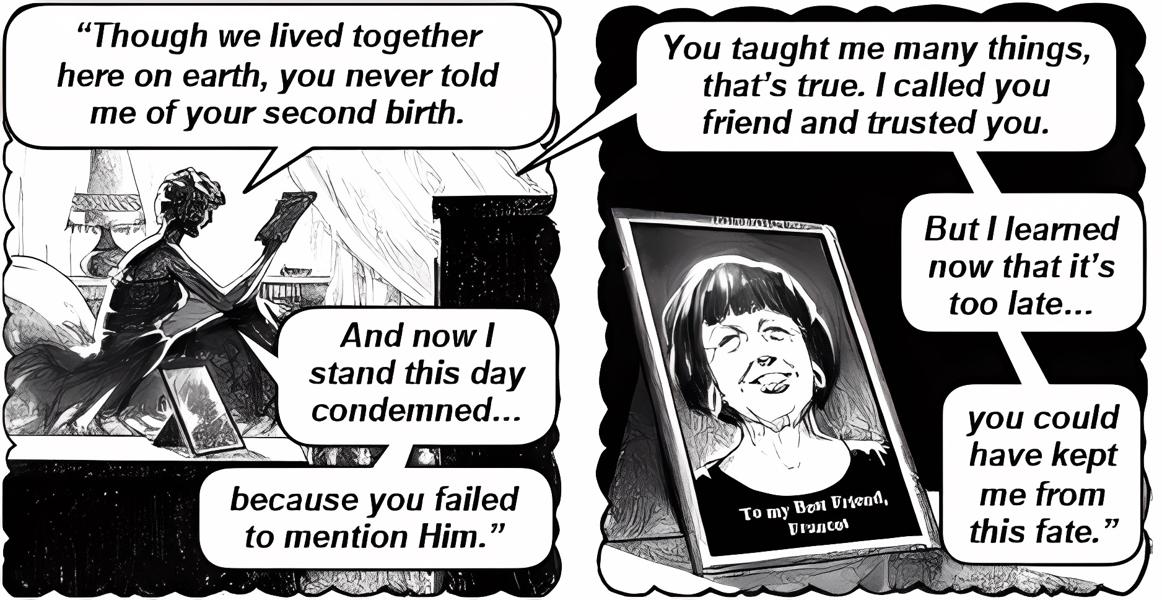 “Though we lived together
here on earth, you never told
me of your second birth.
And now I
stand this day
condemned...
because you failed
to mention Him.”
You taught me many things,
that’s true. I called you
friend and trusted you.
But I learned
now that it’s
too late...
you could
have kept
me from
this fate.”
To my